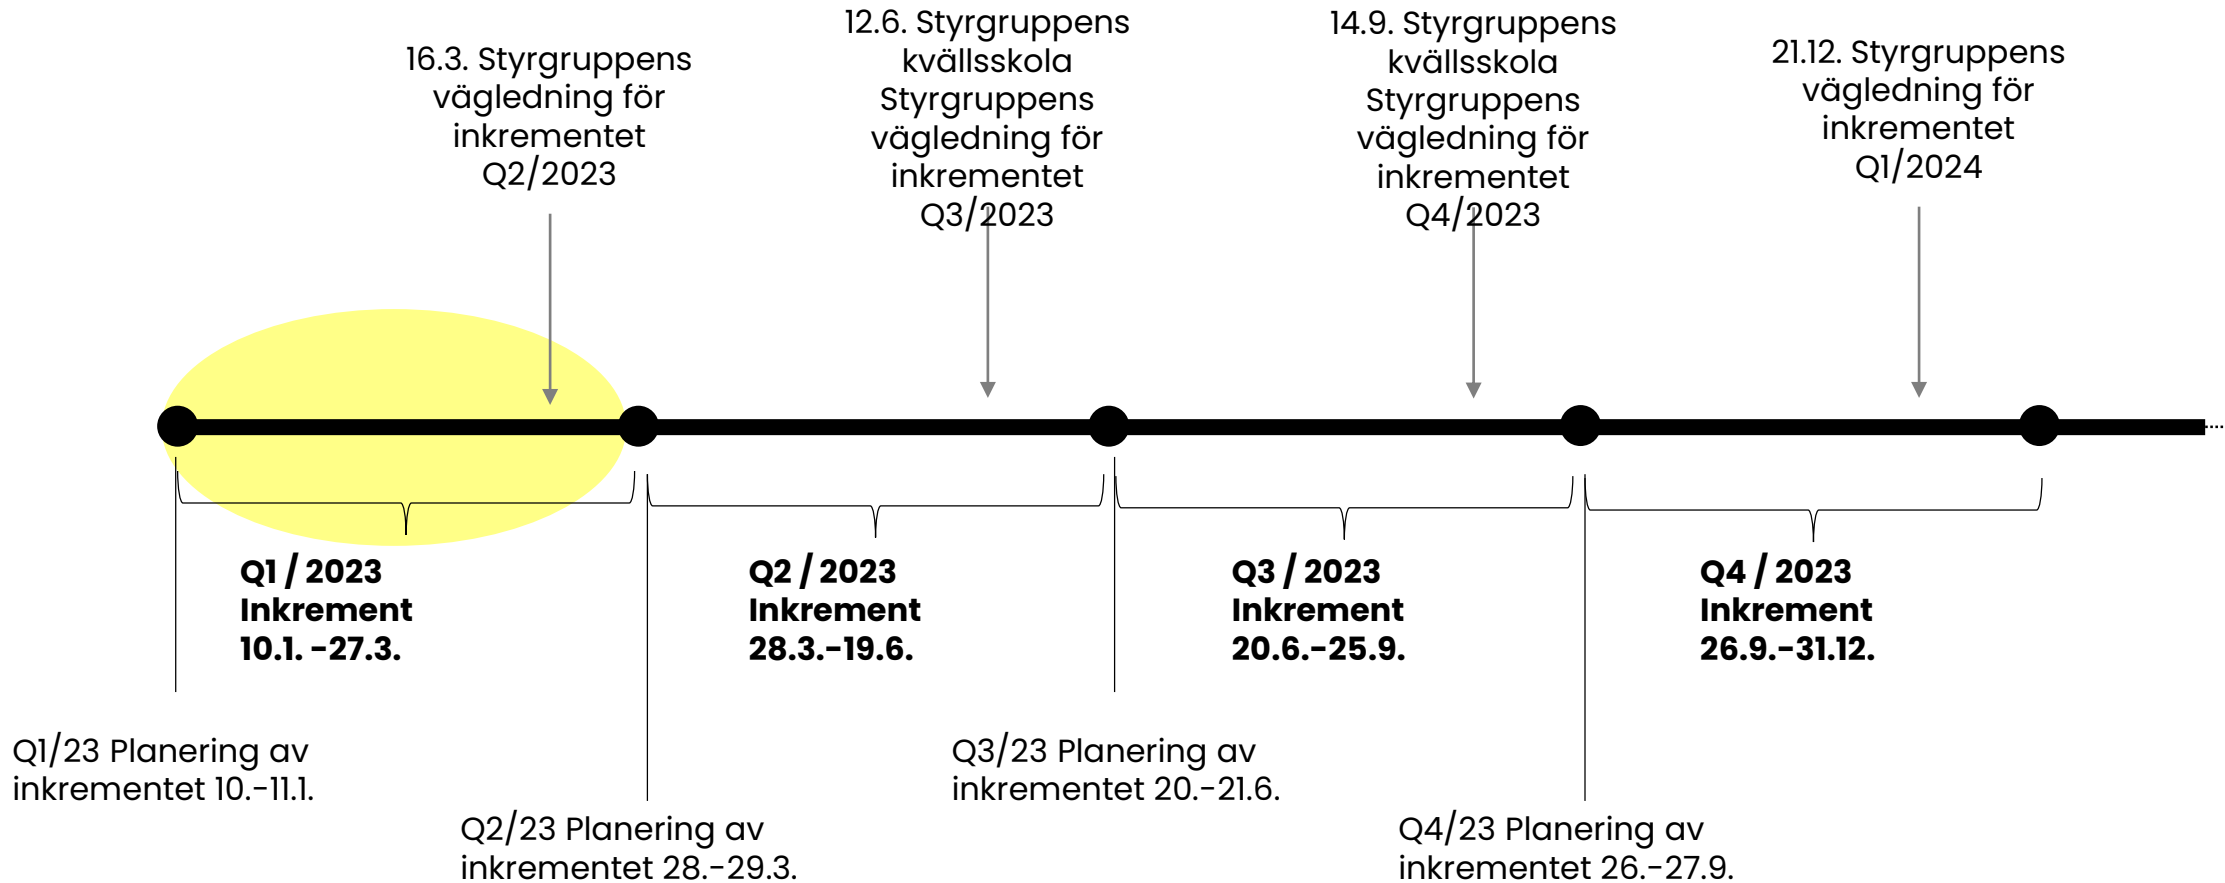 16.3. Styrgruppens
vägledning för
inkrementet
Q2/2023
12.6. Styrgruppens
kvällsskola
Styrgruppens
vägledning för
inkrementet
Q3/2023
14.9. Styrgruppens
kvällsskola
Styrgruppens
vägledning för
inkrementet
Q4/2023
21.12. Styrgruppens
vägledning för
inkrementet
Q1/2024
Q1 / 2023
Inkrement
10.1. -27.3.
Q2 / 2023
Inkrement
28.3.-19.6.
Q3 / 2023
Inkrement
20.6.-25.9.
Q4 / 2023
Inkrement
26.9.-31.12.
Q1/23 Planering av
inkrementet 10.-11.1.
Q2/23 Planering av
inkrementet 28.-29.3.
Q3/23 Planering av
inkrementet 20.-21.6.
Q4/23 Planering av
inkrementet 26.-27.9.